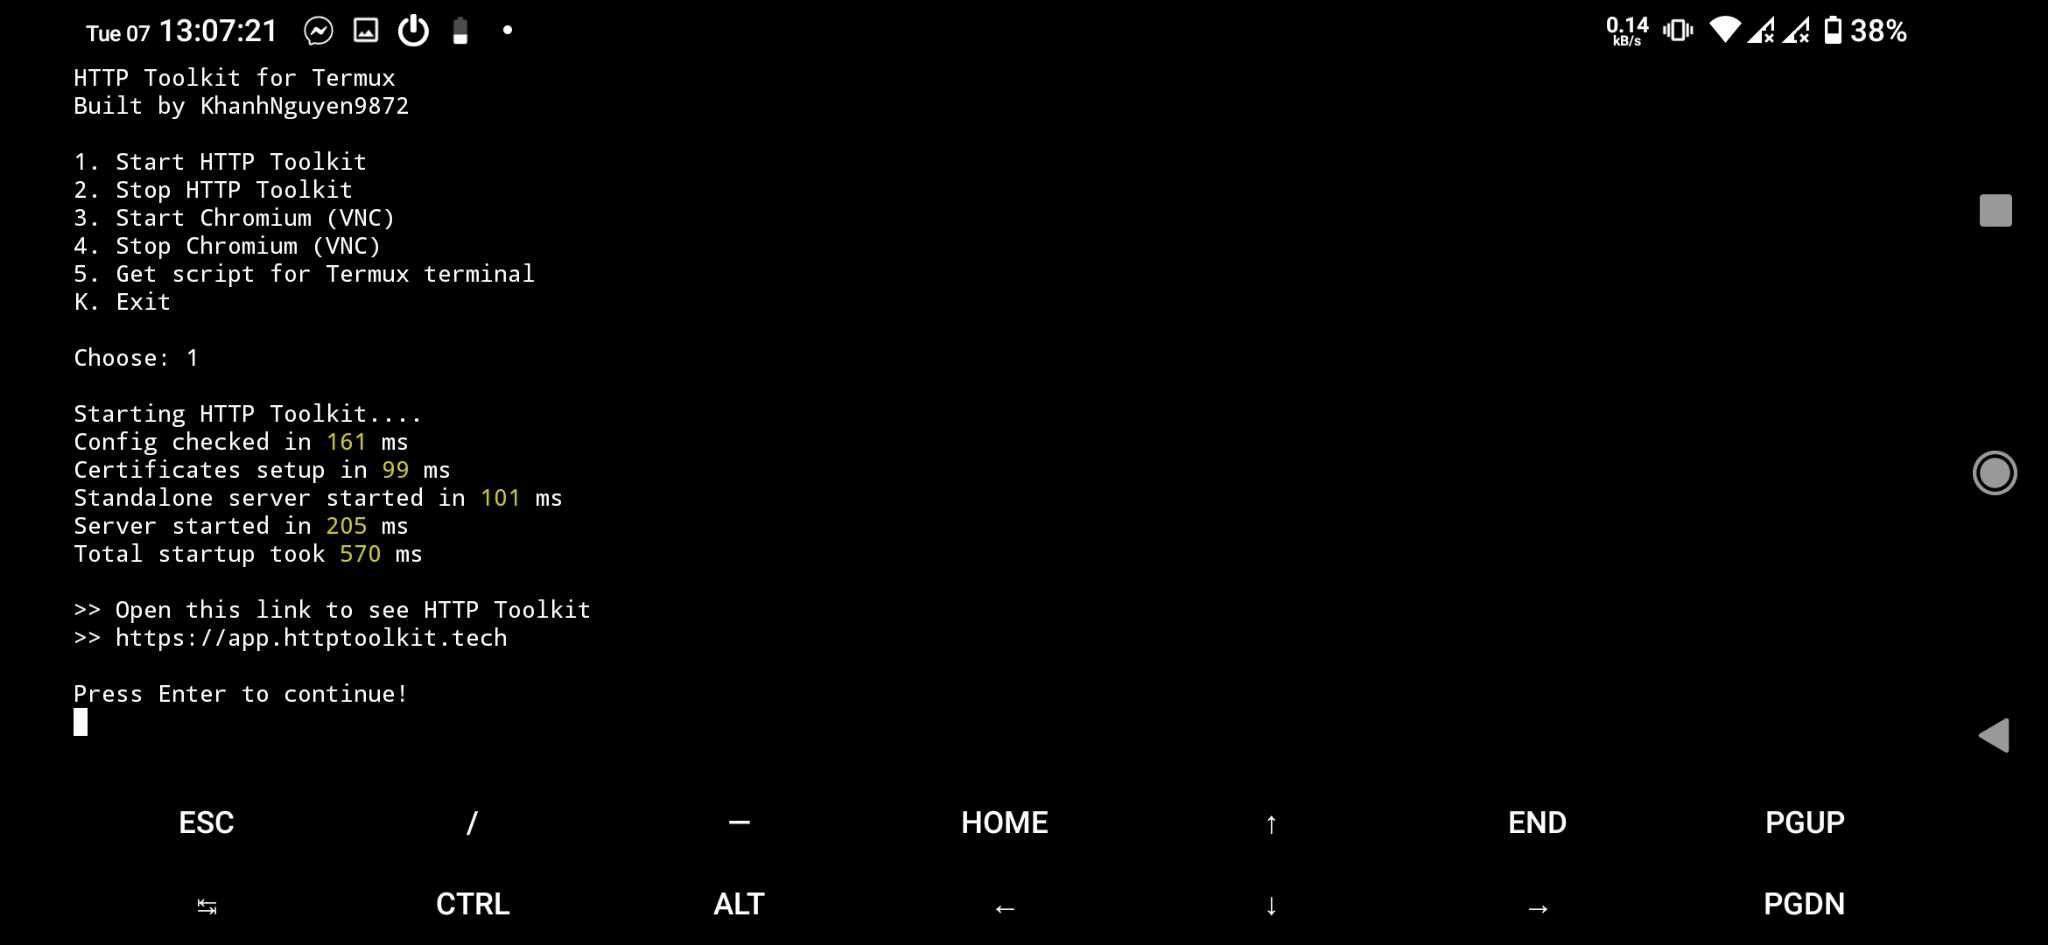 Tue 07 13:07:21
0.14
kB/s
38%
HTTP Toolkit for Termux
Built by KhanhNguyen9872
1. Start HTTP Toolkit
2. Stop HTTP Toolkit
3. Start Chromium (VNC)
4. Stop Chromium (VNC)
5. Get script for Termux terminal
K. Exit
Choose: 1
Starting HTTP Toolkit....
Config checked in 161 ms
Certificates setup in 99 ms
Standalone server started in 101 ms
Server started in 205 ms
Total startup took 570 ms
>> Open this link to see HTTP Toolkit
>> https://app.httptoolkit.tech
Press Enter to continue!
ESC / — HOME ↑ END PGUP
↹ CTRL ALT ← ↓ → PGDN